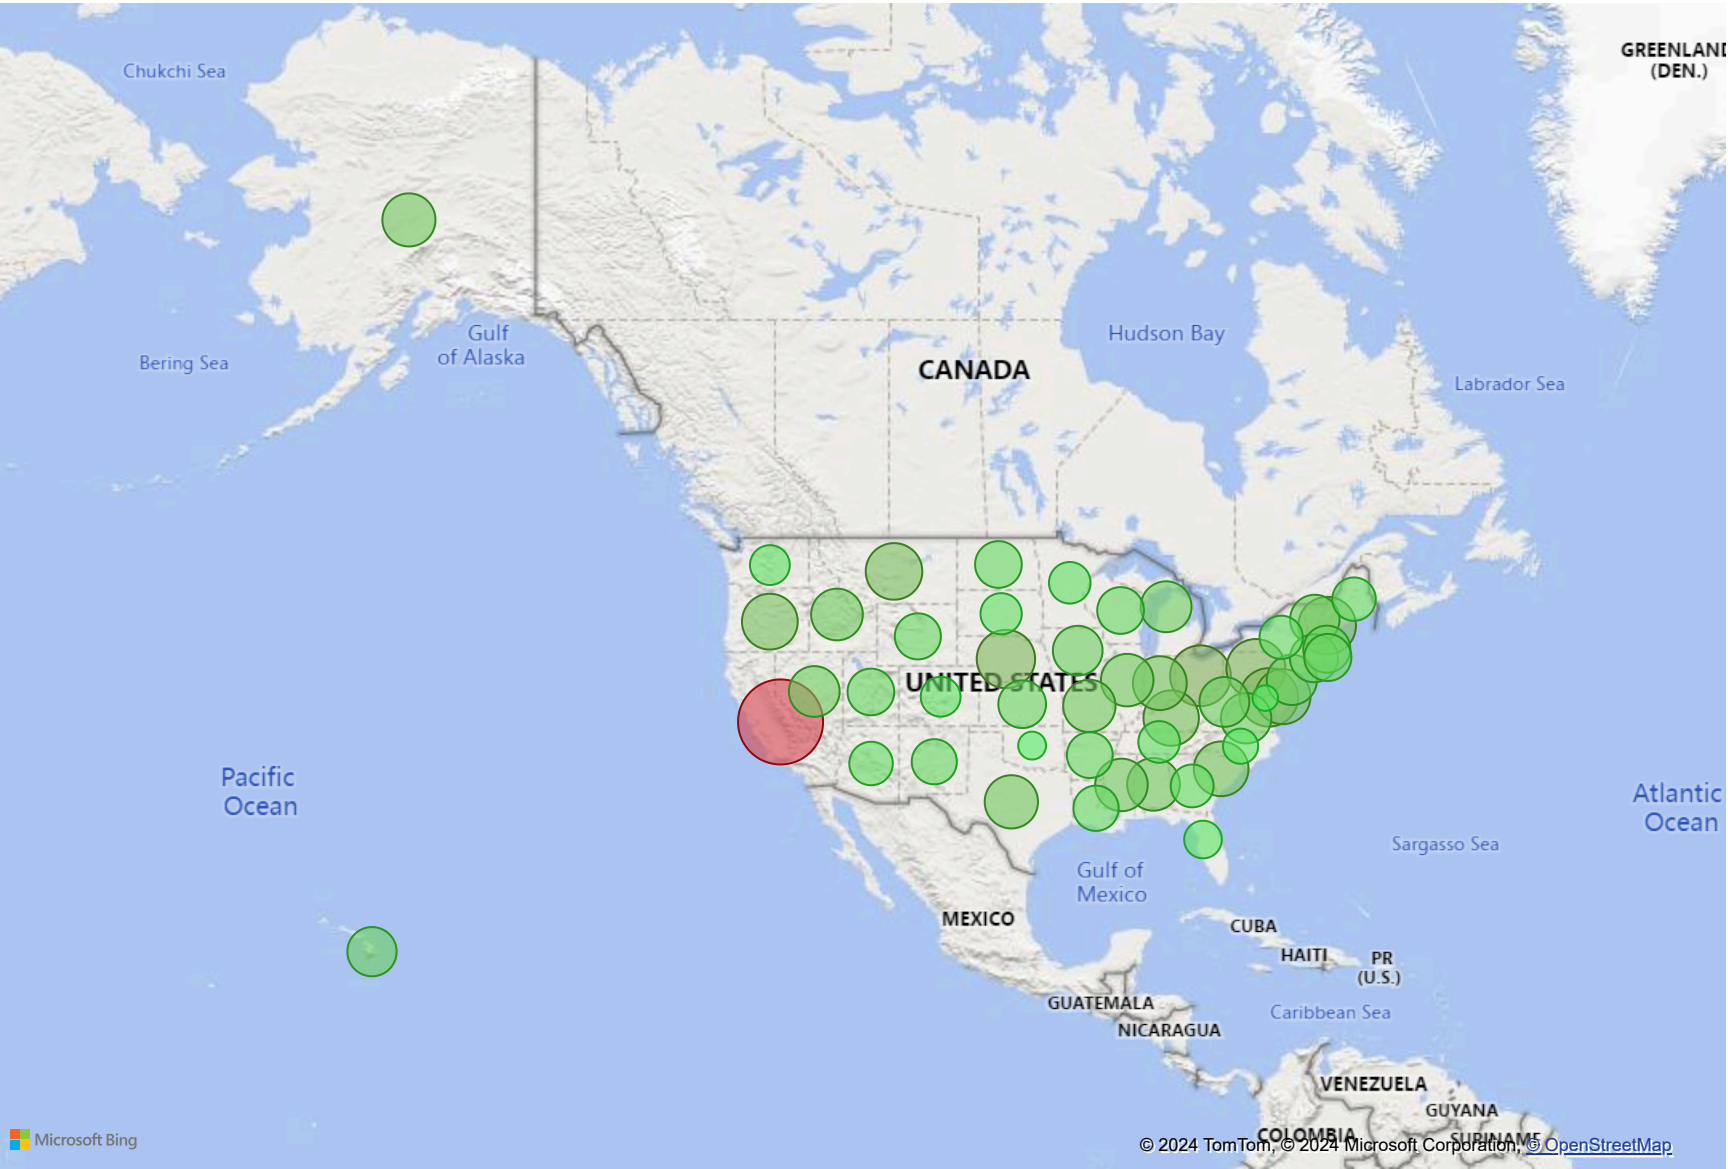 GREENLAND
(DEN.)
Chukchi Sea
Gulf
of Alaska
Bering Sea
Hudson Bay
CANADA
Labrador Sea
UNITED STATES
Pacific
Ocean
Atlantic
Ocean
Sargasso Sea
Gulf of
Mexico
MEXICO
CUBA
HAITI
PR
(U.S.)
GUATEMALA
Caribbean Sea
NICARAGUA
VENEZUELA
GUYANA
COLOMBIA
SURINAME
Microsoft Bing
© 2024 TomTom, © 2024 Microsoft Corporation, © OpenStreetMap